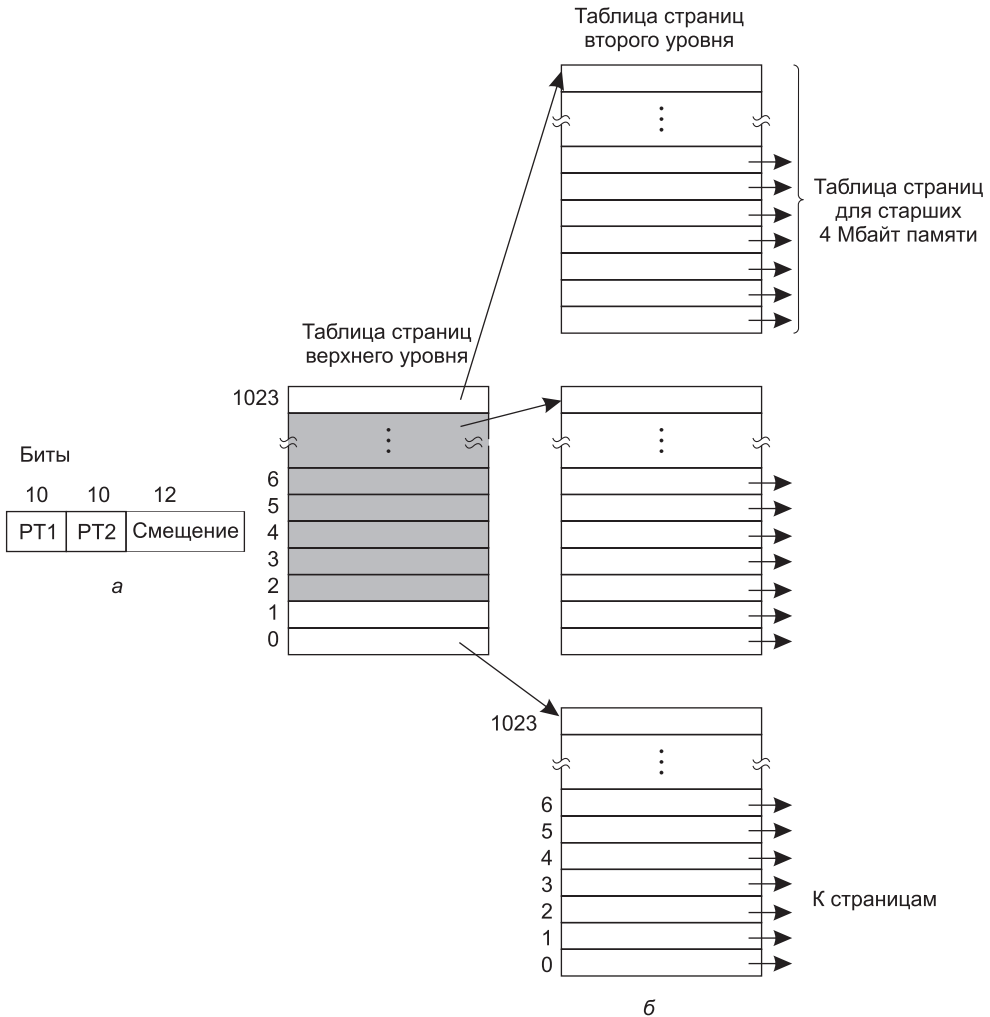 Таблица страниц
второго уровня
Таблица страниц
для старших
4 Мбайт памяти
Таблица страниц
верхнего уровня
1023
6
5
4
3
2
1
0
Биты
10 10 12
PT1 PT2 Смещение
а
1023
6
5
4
3
2
1
0
К страницам
б